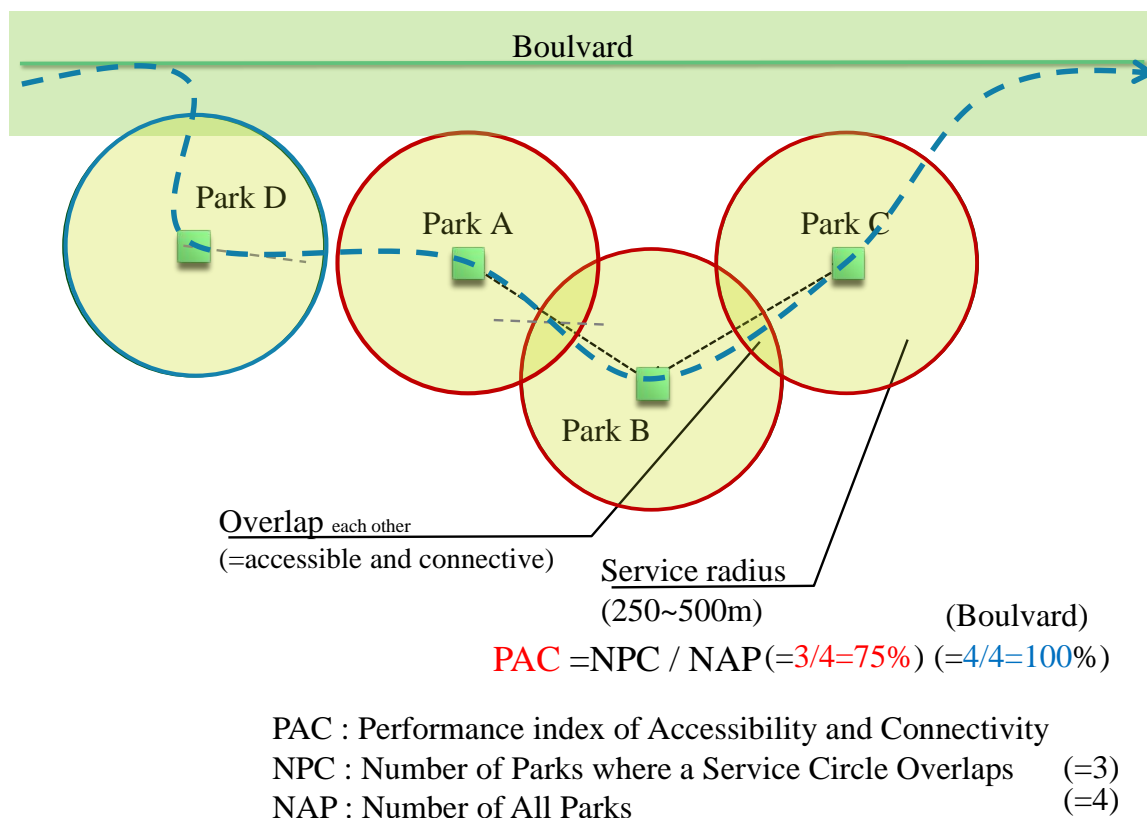 Boulvard
Park D
Park A
Park C
Park B
Overlap each other
(=accessible and connective)
Service radius
(250~500m)
(Boulvard)
PAC =NPC / NAP (=3/4=75%) (=4/4=100%)
PAC : Performance index of Accessibility and Connectivity
NPC : Number of Parks where a Service Circle Overlaps (=3)
NAP : Number of All Parks (=4)